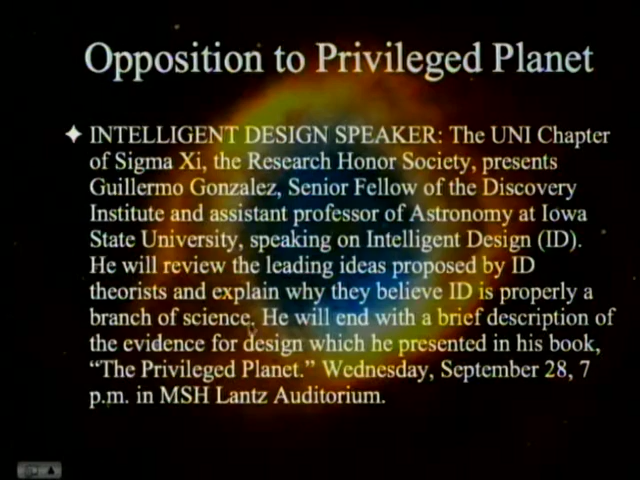 Opposition to Privileged Planet
✦ INTELLIGENT DESIGN SPEAKER: The UNI Chapter
of Sigma Xi, the Research Honor Society, presents
Guillermo Gonzalez, Senior Fellow of the Discovery
Institute and assistant professor of Astronomy at Iowa
State University, speaking on Intelligent Design (ID).
He will review the leading ideas proposed by ID
theorists and explain why they believe ID is properly a
branch of science. He will end with a brief description of
the evidence for design which he presented in his book,
“The Privileged Planet.” Wednesday, September 28, 7
p.m. in MSH Lantz Auditorium.